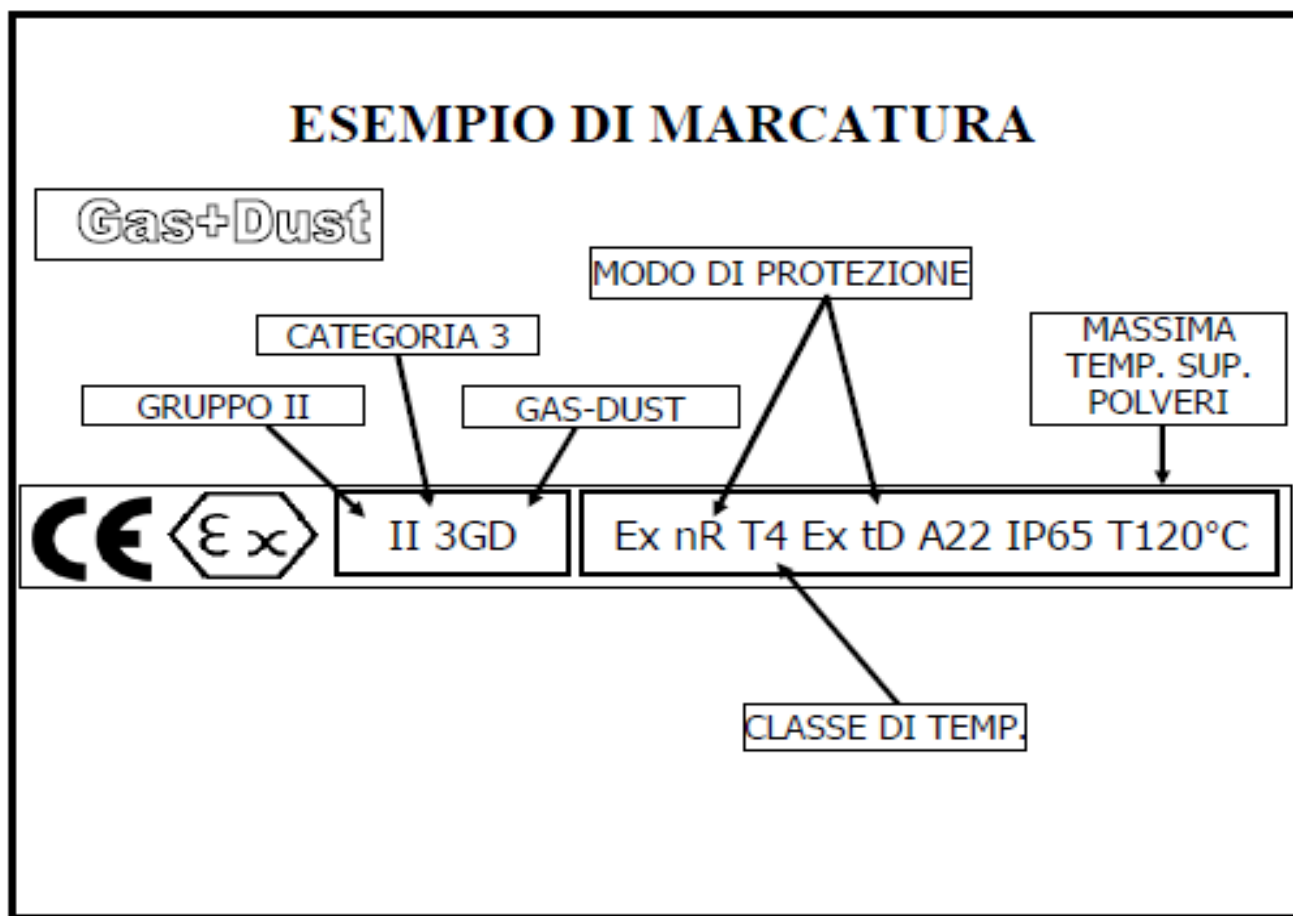 ESEMPIO DI MARCATURA
Gas+Dust
MODO DI PROTEZIONE
CATEGORIA 3
MASSIMA
TEMP. SUP.
POLVERI
GRUPPO II
GAS-DUST
CE Ex II 3GD Ex nR T4 Ex tD A22 IP65 T120°C
CLASSE DI TEMP.